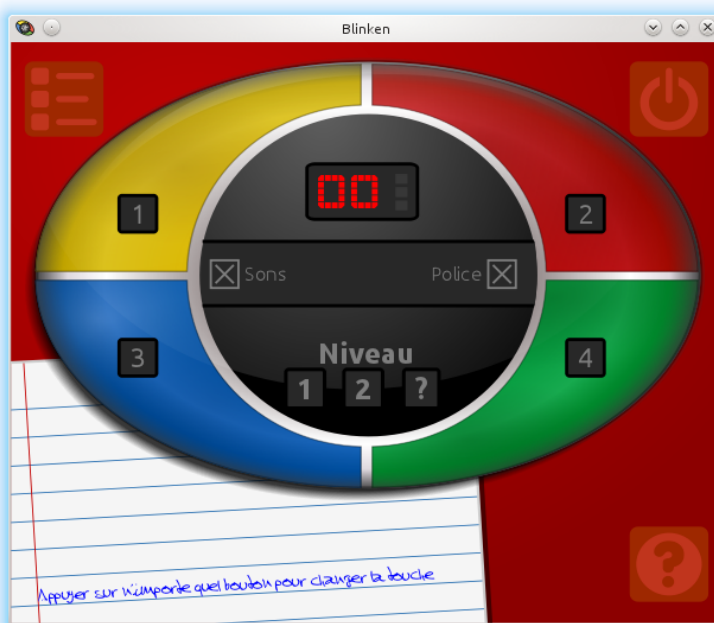 Blinken
00
1
2
Sons
Police
3
4
Niveau
1 2 ?
Appuyer sur n'importe quel bouton pour changer la touche
?